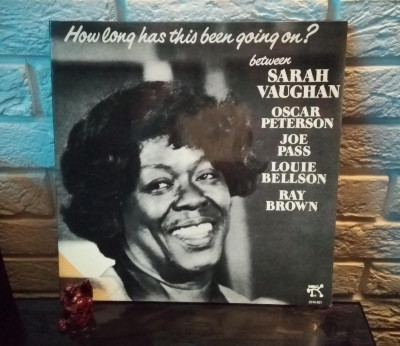 How long has this been going on?
between
SARAH
VAUGHAN
OSCAR
PETERSON
JOE
PASS
LOUIE
BELLSON
RAY
BROWN